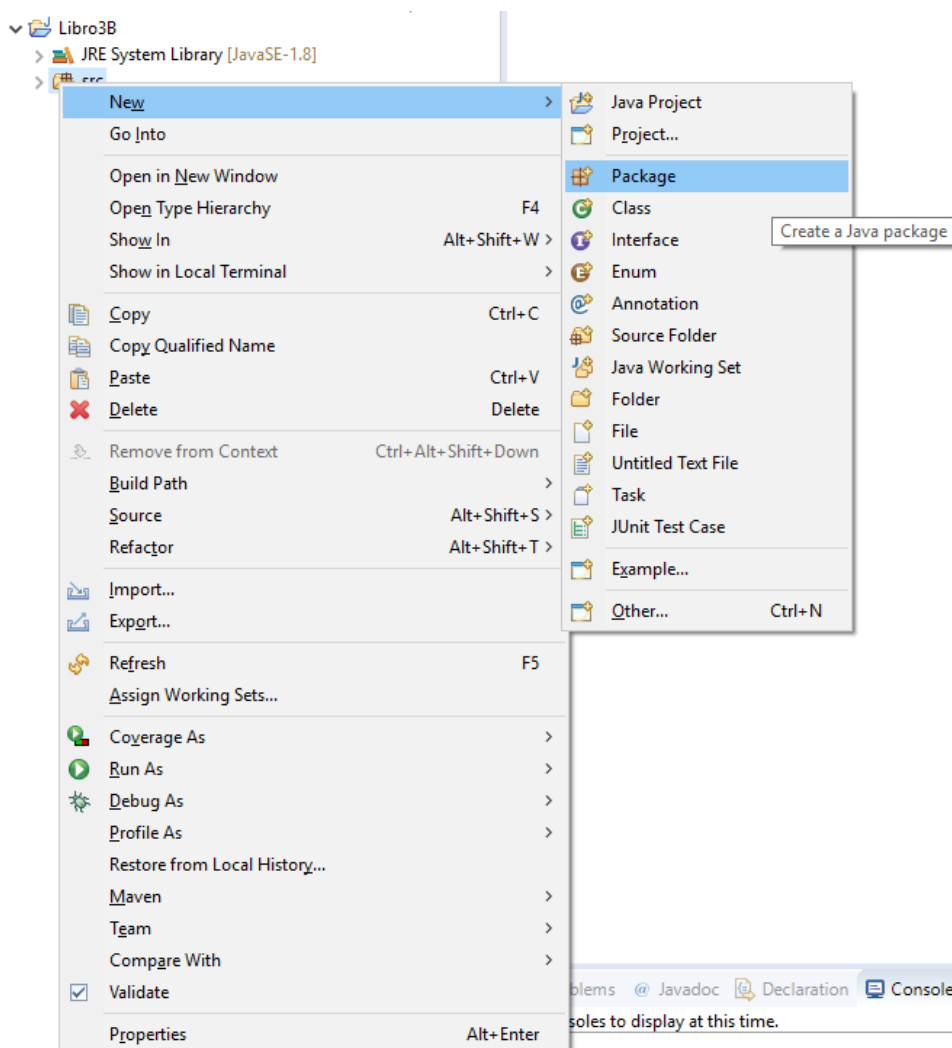 Libro3B
JRE System Library [JavaSE-1.8]
src
New
Go Into
Open in New Window
Open Type Hierarchy F4
Show In Alt+Shift+W
Show in Local Terminal
Copy Ctrl+C
Copy Qualified Name
Paste Ctrl+V
Delete Delete
Remove from Context Ctrl+Alt+Shift+Down
Build Path
Source Alt+Shift+S
Refactor Alt+Shift+T
Import...
Export...
Refresh F5
Assign Working Sets...
Coverage As
Run As
Debug As
Profile As
Restore from Local History...
Maven
Team
Compare With
Validate
Properties Alt+Enter
Java Project
Project...
Package
Class
Create a Java package
Interface
Enum
Annotation
Source Folder
Java Working Set
Folder
File
Untitled Text File
Task
JUnit Test Case
Example...
Other... Ctrl+N
blems @ Javadoc Declaration Console
soles to display at this time.